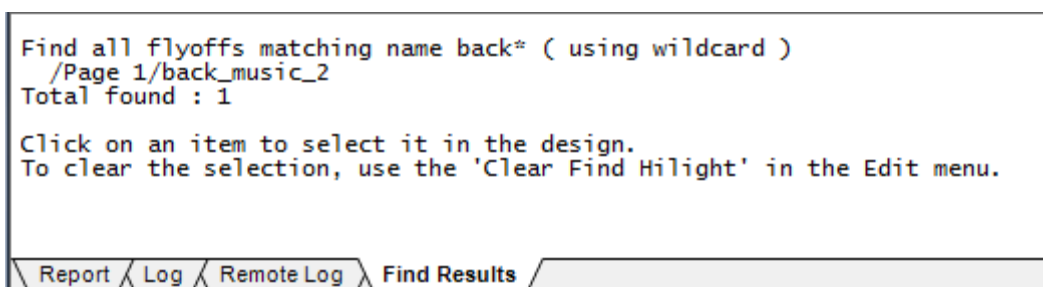 Find all flyoffs matching name back* ( using wildcard )
/Page 1/back_music_2
Total found : 1
Click on an item to select it in the design.
To clear the selection, use the 'Clear Find Hilight' in the Edit menu.
Report Log Remote Log Find Results